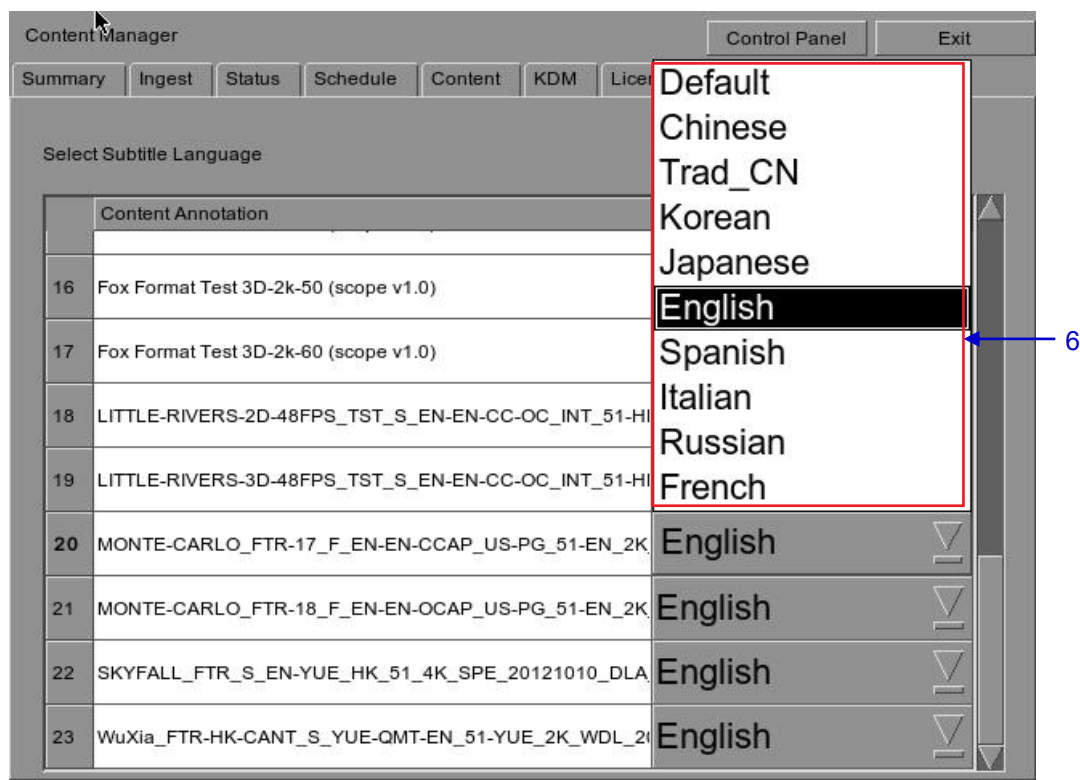 Content Manager
Control Panel
Exit
Summary
Ingest
Status
Schedule
Content
KDM
Default
Chinese
Trad_CN
Korean
Japanese
English
Spanish
Italian
Russian
French
6
Select Subtitle Language
Content Annotation
16 Fox Format Test 3D-2k-50 (scope v1.0)
17 Fox Format Test 3D-2k-60 (scope v1.0)
18 LITTLE-RIVERS-2D-48FPS_TST_S_EN-EN-CC-OC_INT_51-HI
19 LITTLE-RIVERS-3D-48FPS_TST_S_EN-EN-CC-OC_INT_51-HI
20 MONTE-CARLO_FTR-17_F_EN-EN-CCAP_US-PG_51-EN_2K_ English
21 MONTE-CARLO_FTR-18_F_EN-EN-OCAP_US-PG_51-EN_2K_ English
22 SKYFALL_FTR_S_EN-YUE_HK_51_4K_SPE_20121010_DLA_ English
23 WuXia_FTR-HK-CANT_S_YUE-QMT-EN_51-YUE_2K_WDL_20 English